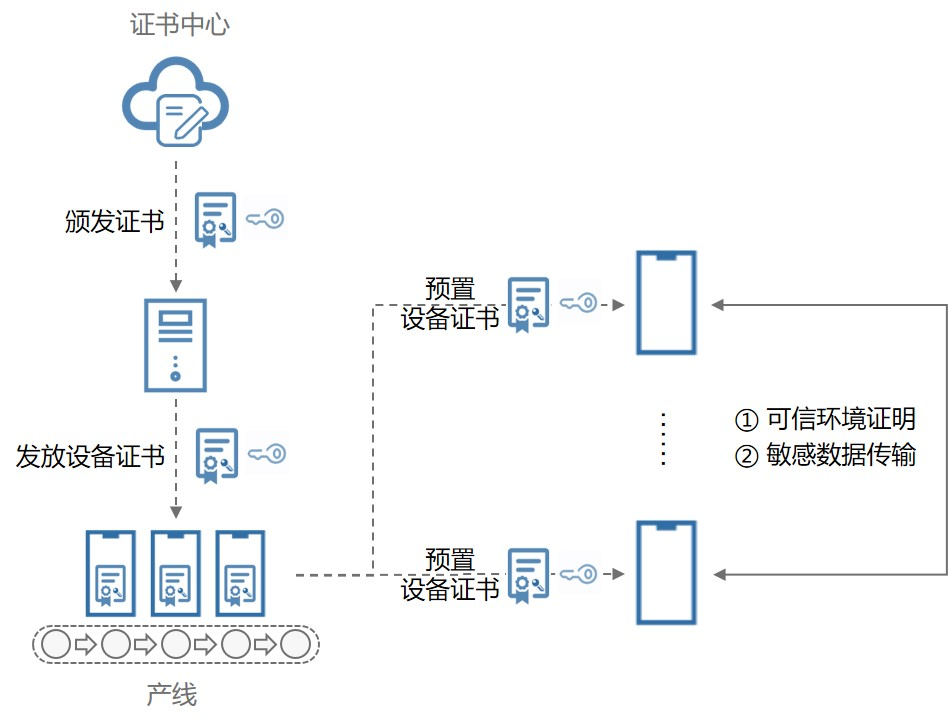 证书中心
颁发证书
预置
设备证书
① 可信环境证明
② 敏感数据传输
发放设备证书
预置
设备证书
产线